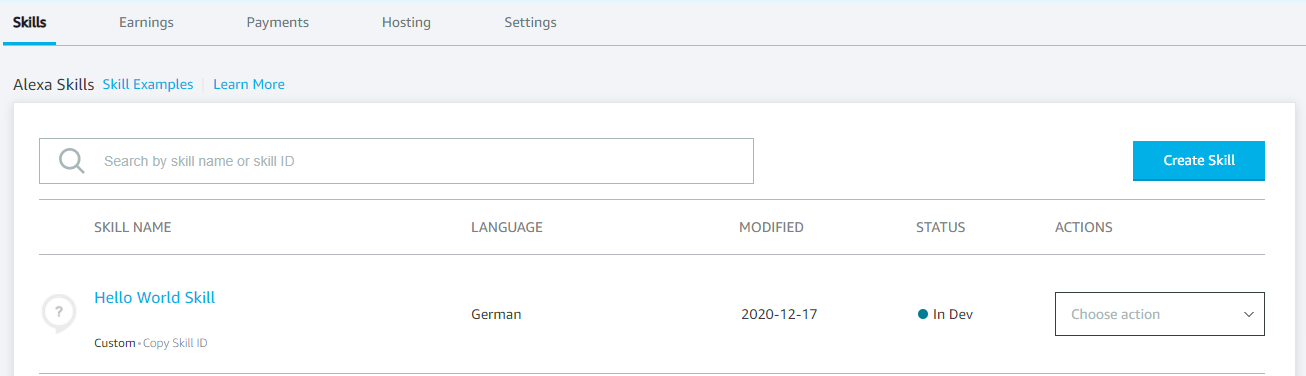 Skills Earnings Payments Hosting Settings
Alexa Skills Skill Examples Learn More
Search by skill name or skill ID Create Skill
SKILL NAME LANGUAGE MODIFIED STATUS ACTIONS
?
Hello World Skill
German 2020-12-17 In Dev Choose action
Custom • Copy Skill ID